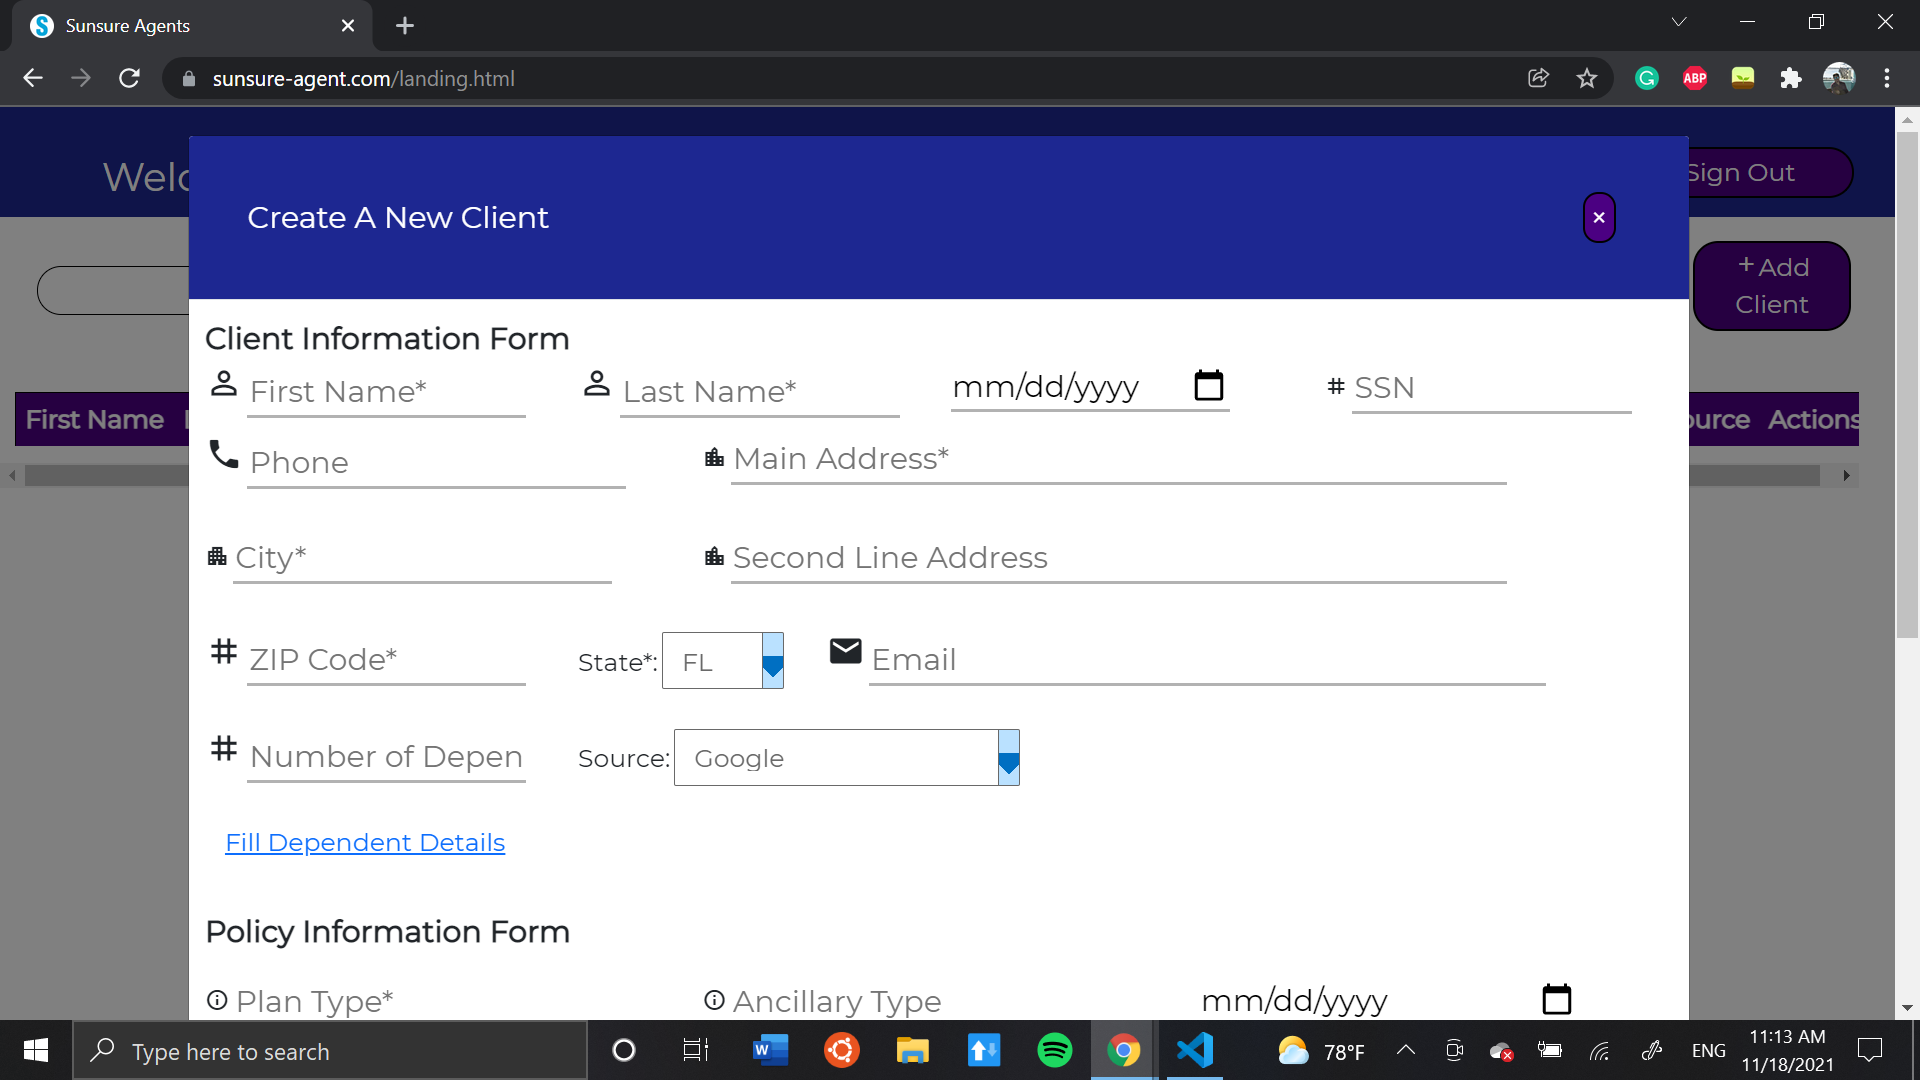 Sunsure Agents
sunsure-agent.com/landing.html
ABP
Sign Out
Create A New Client
×
+Add
Client
Client Information Form
First Name* Last Name* mm/dd/yyyy # SSN
First Name Actions
Phone Main Address*
City* Second Line Address
# ZIP Code* State*: FL Email
# Number of Depen Source: Google
Fill Dependent Details
Policy Information Form
Plan Type* Ancillary Type mm/dd/yyyy
Type here to search
78°F
ENG
11:13 AM
11/18/2021